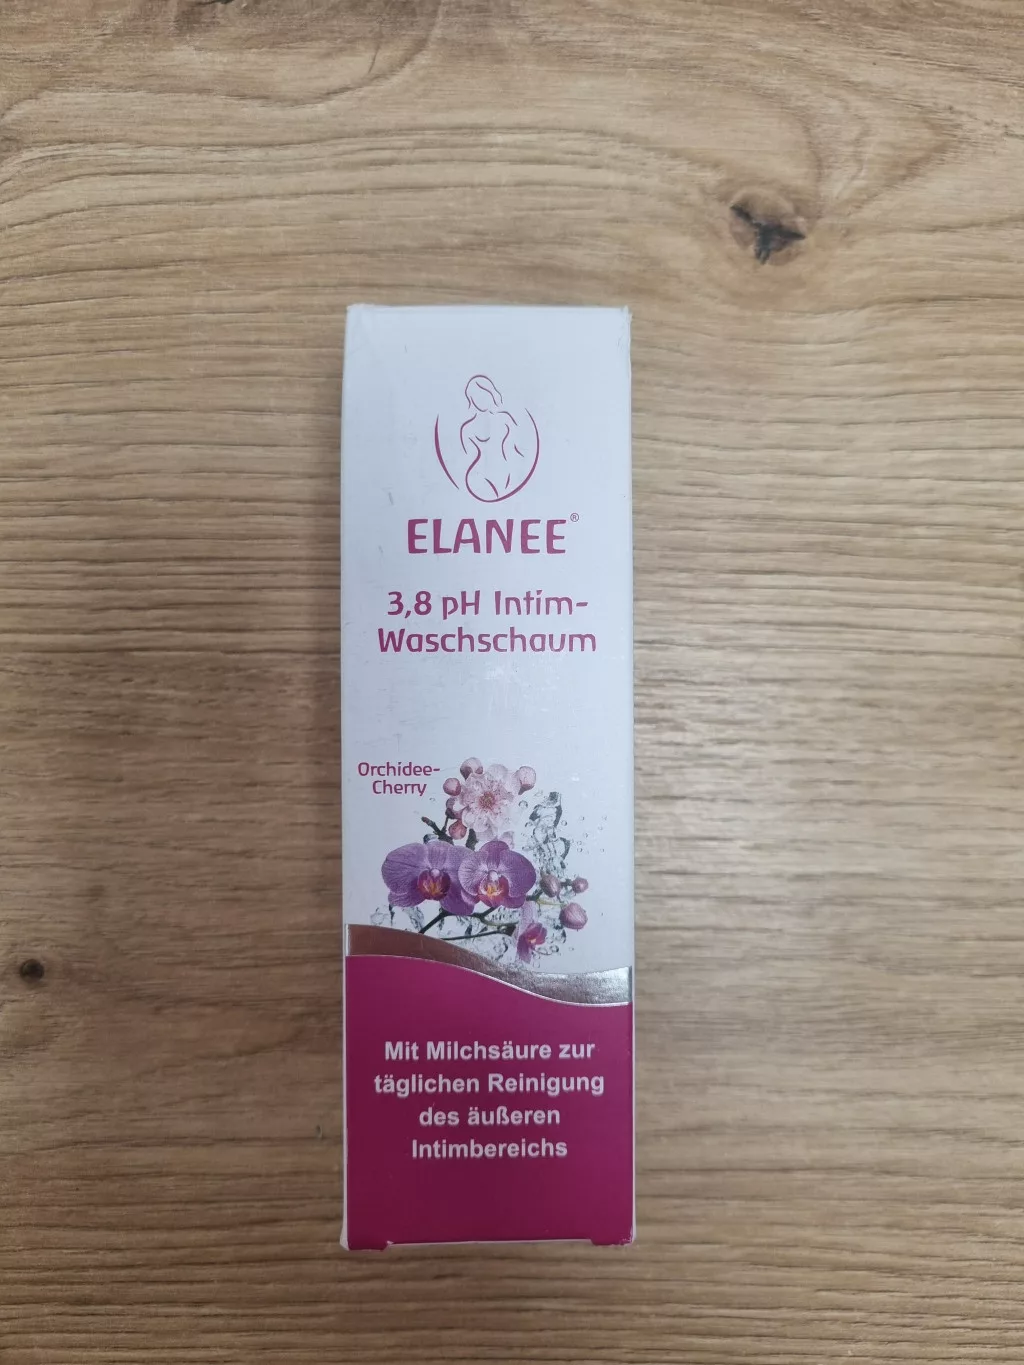 ELANEE®
3,8 pH Intim-
Waschschaum
Orchidee-
Cherry
Mit Milchsäure zur
täglichen Reinigung
des äußeren
Intimbereichs